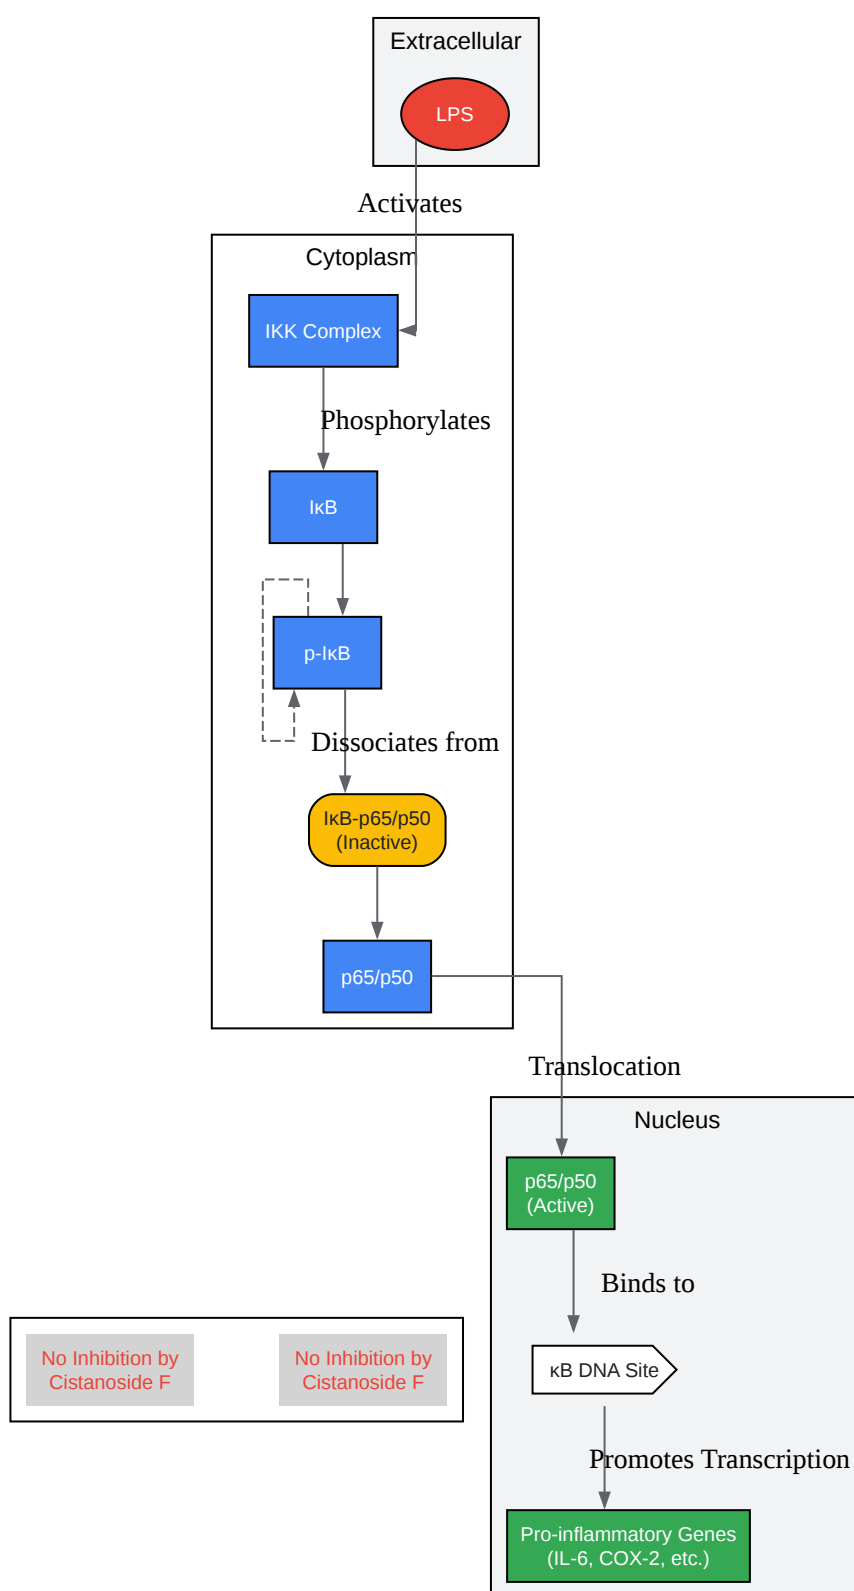 Extracellular
LPS
Activates
Cytoplasm
IKK Complex
Phosphorylates
IκB
p-IκB
Dissociates from
IκB-p65/p50
(Inactive)
p65/p50
Translocation
Nucleus
p65/p50
(Active)
Binds to
No Inhibition by
Cistanoside F
No Inhibition by
Cistanoside F
κB DNA Site
Promotes Transcription
Pro-inflammatory Genes
(IL-6, COX-2, etc.)